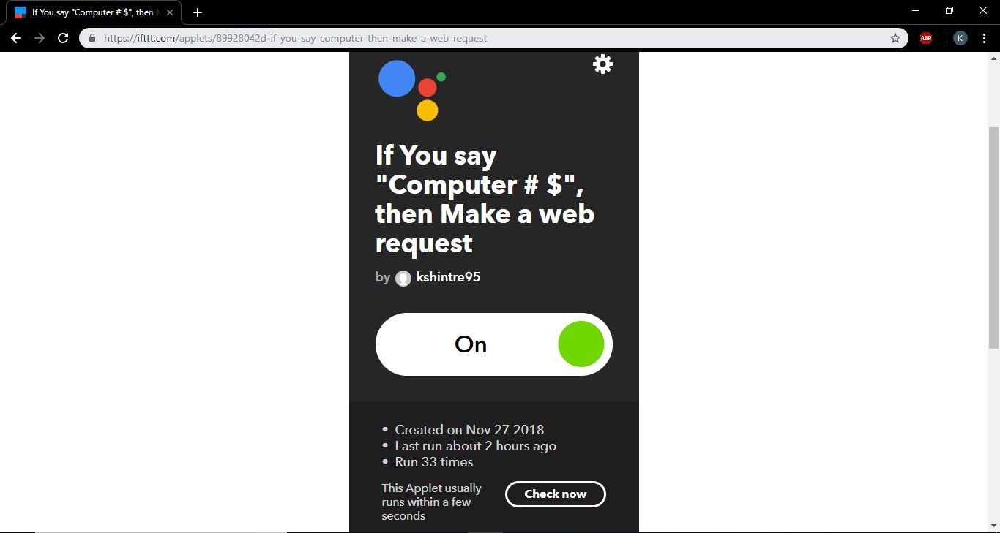 If You say "Computer # $", then
https://ifttt.com/applets/89928042d-if-you-say-computer-then-make-a-web-request
ABP
K
If You say
"Computer # $",
then Make a web
request
by kshintre95
On
• Created on Nov 27 2018
• Last run about 2 hours ago
• Run 33 times
This Applet usually
runs within a few
seconds
Check now